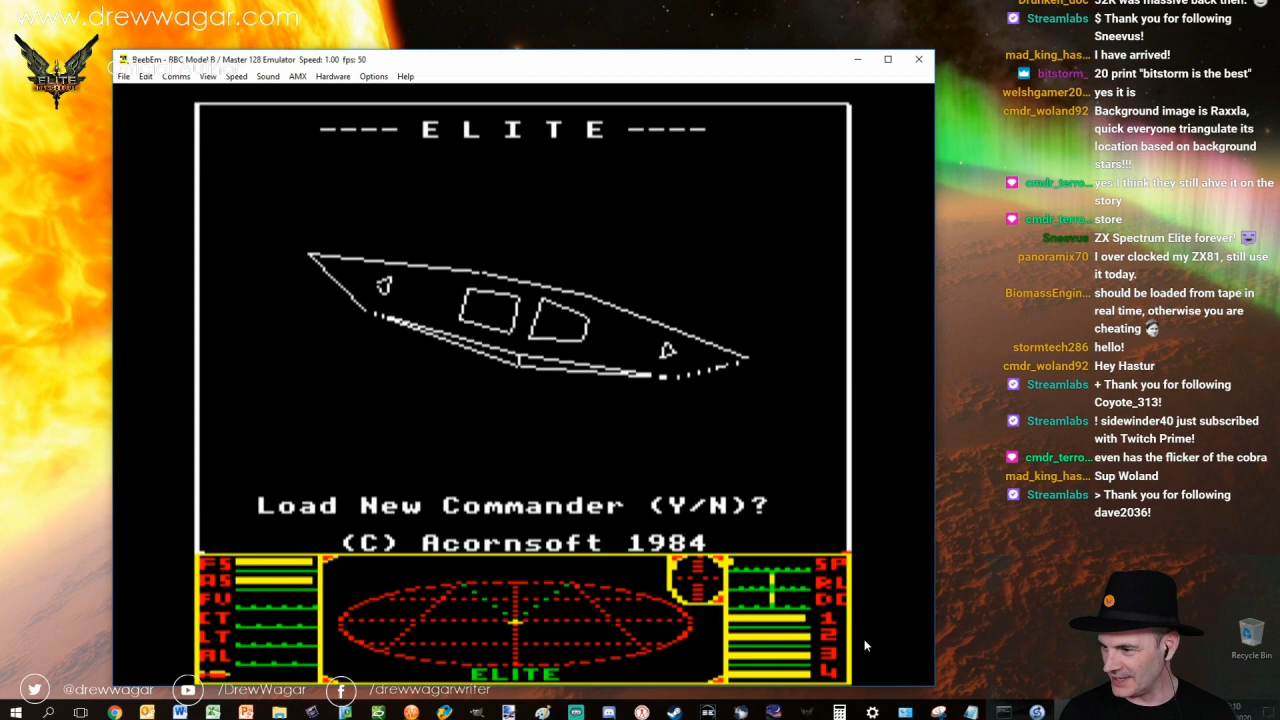 www.drewwagar.com
ELITE
DANGEROUS
BeebEm - BBC Model B / Master 128 Emulator Speed: 1.00 fps: 50
File Edit Comms View Speed Sound AMX Hardware Options Help
---- E L I T E ----
Load New Commander (Y/N)?
(C) Acornsoft 1984
FS
AS
FV
CT
LT
AL
SP
RL
DC
1
2
3
4
ELITE
@drewwagar
/DrewWagar
/drewwagarwriter
Streamlabs $ Thank you for following
Sneevus!
mad_king_has... I have arrived!
bitstorm_ 20 print "bitstorm is the best"
welshgamer20... yes it is
cmdr_woland92 Background image is Raxxla,
quick everyone triangulate its
location based on background
stars!!!
cmdr_terro... yes I think they still ahve it on the
story
cmdr_terro... store
Sneevus ZX Spectrum Elite forever!
panoramix70 I over clocked my ZX81, still use
it today.
BiomassEngin... should be loaded from tape in
real time, otherwise you are
cheating
stormtech286 hello!
cmdr_woland92 Hey Hastur
Streamlabs + Thank you for following
Coyote_313!
Streamlabs ! sidewinder40 just subscribed
with Twitch Prime!
cmdr_terro... even has the flicker of the cobra
mad_king_has... Sup Woland
Streamlabs > Thank you for following
dave2036!
Recycle Bin